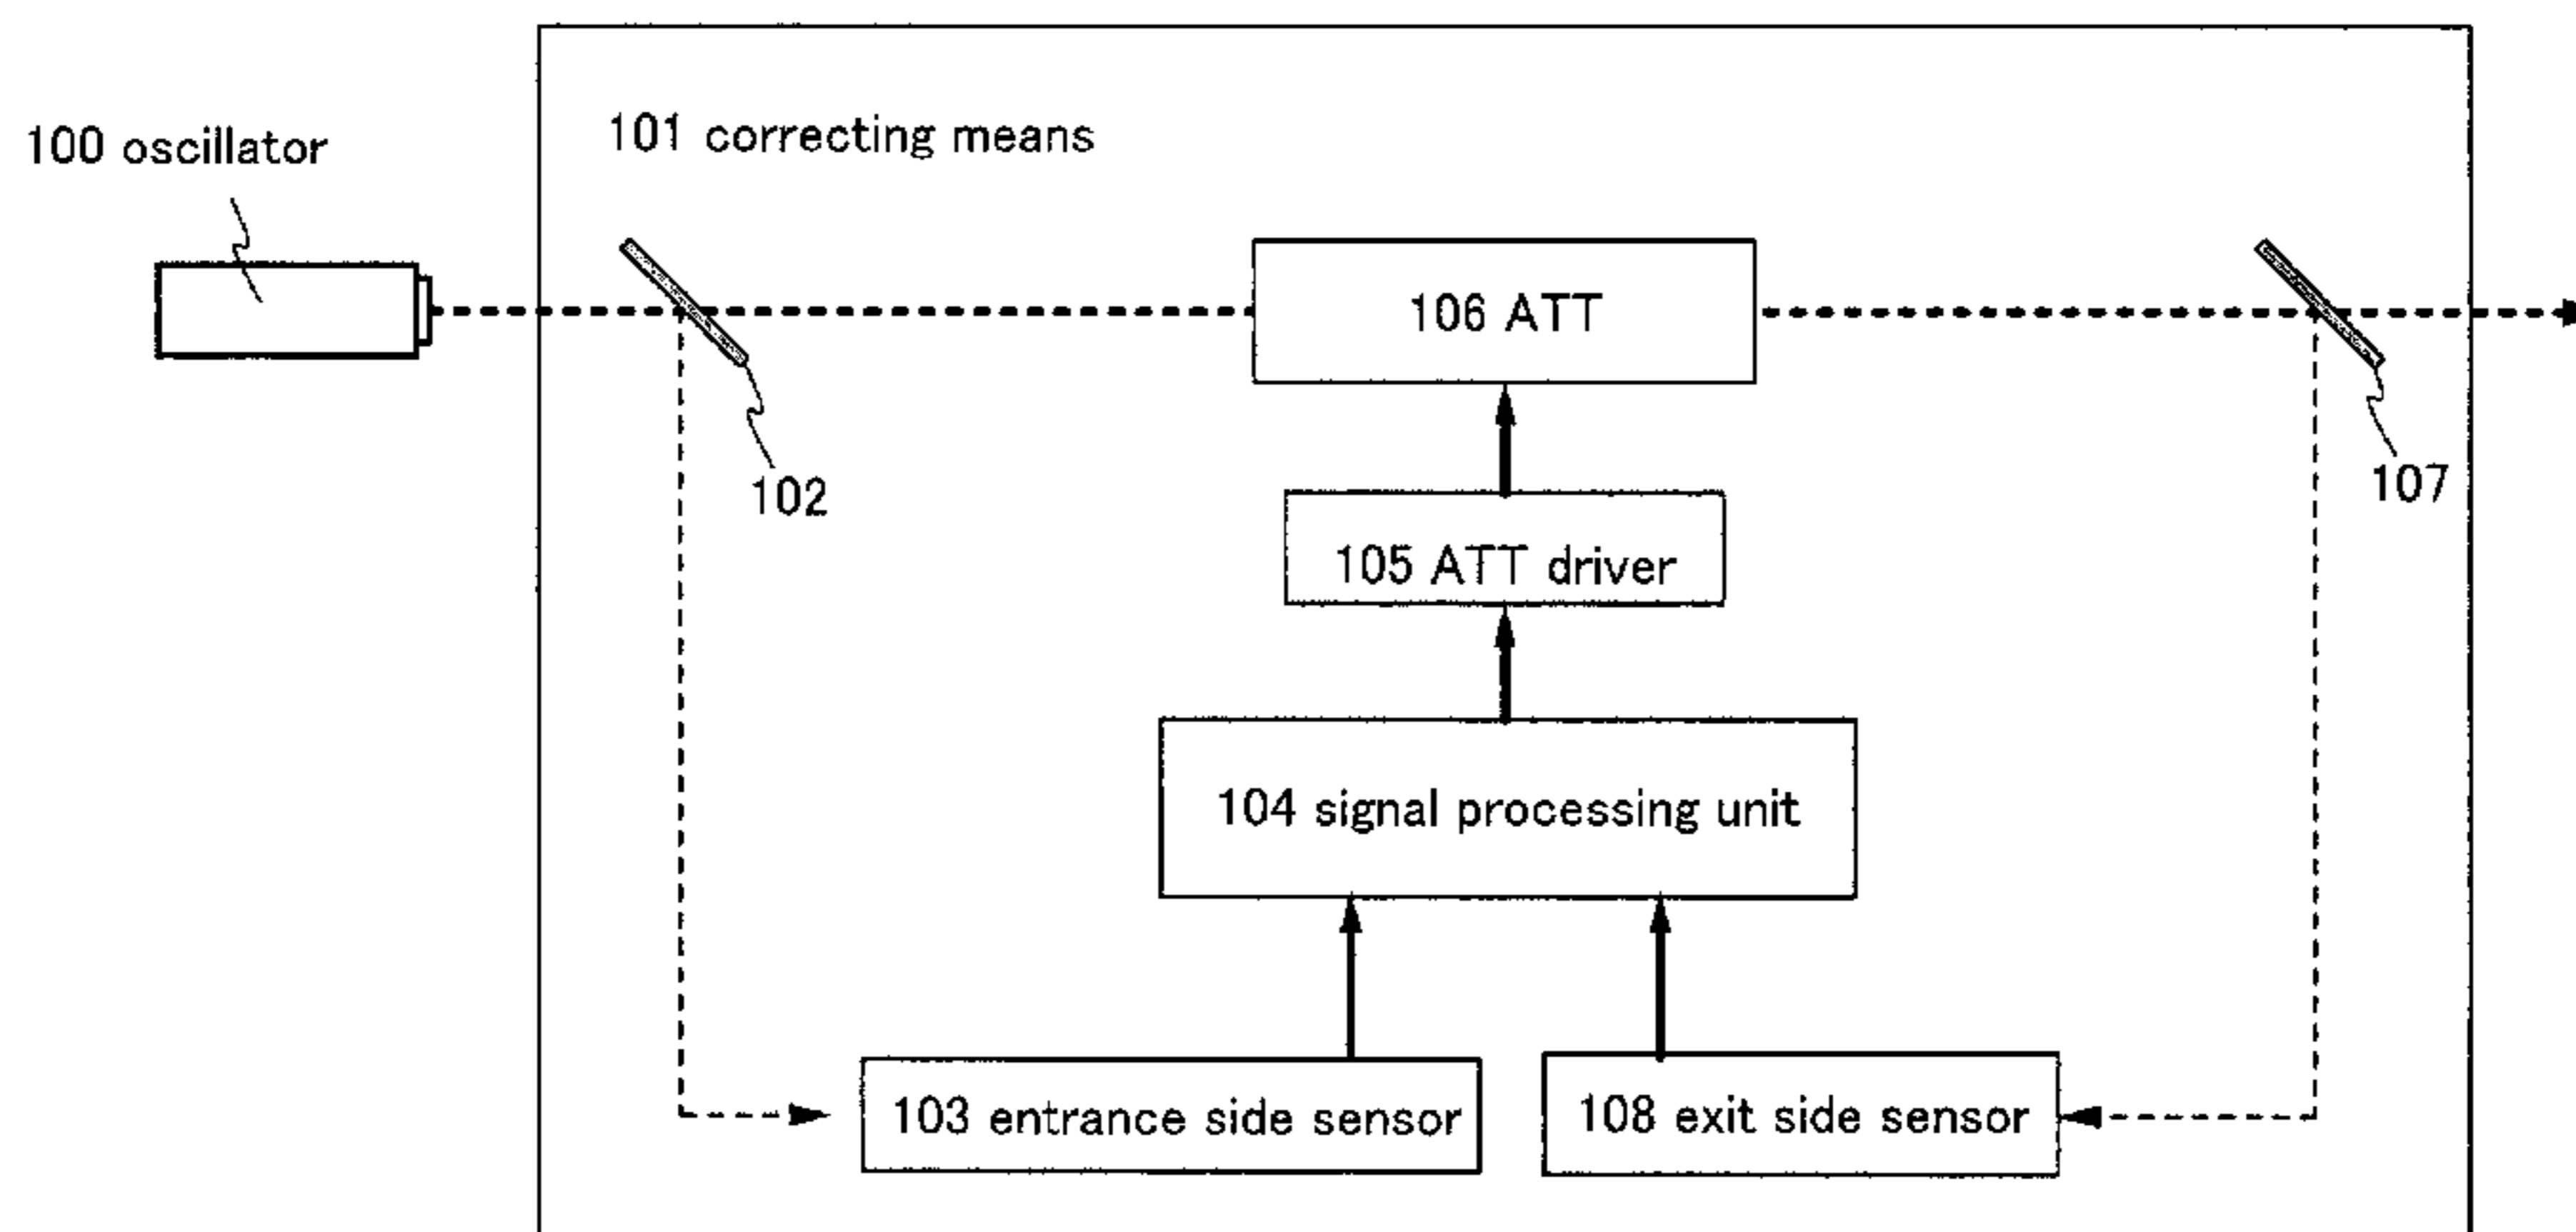 101 correcting means
100 oscillator
106 ATT
102
107
105 ATT driver
104 signal processing unit
103 entrance side sensor
108 exit side sensor